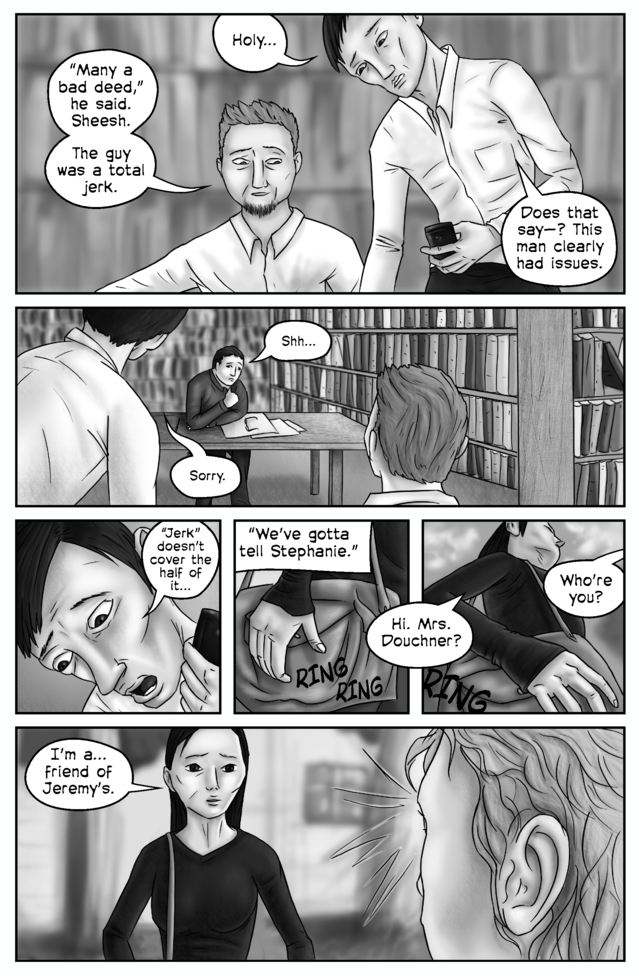 Holy...
"Many a
bad deed,"
he said.
Sheesh.
The guy
was a total
jerk.
Does that
say—? This
man clearly
had issues.
Shh...
Sorry.
"Jerk"
doesn't
cover the
half of
it...
"We've gotta
tell Stephanie."
RING
RING
Hi. Mrs.
Douchner?
Who're
you?
RING
I'm a...
friend of
Jeremy's.